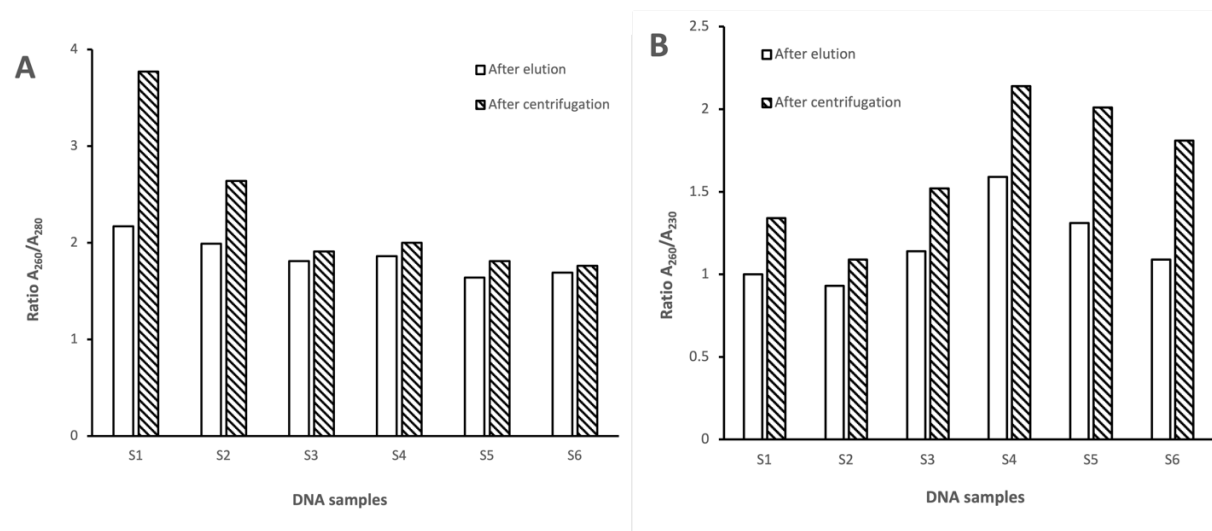 A
4
3
2
1
0
Ratio A260/A280
After elution
After centrifugation
S1 S2 S3 S4 S5 S6
DNA samples
B
2.5
2
1.5
1
0.5
0
Ratio A260/A230
After elution
After centrifugation
S1 S2 S3 S4 S5 S6
DNA samples